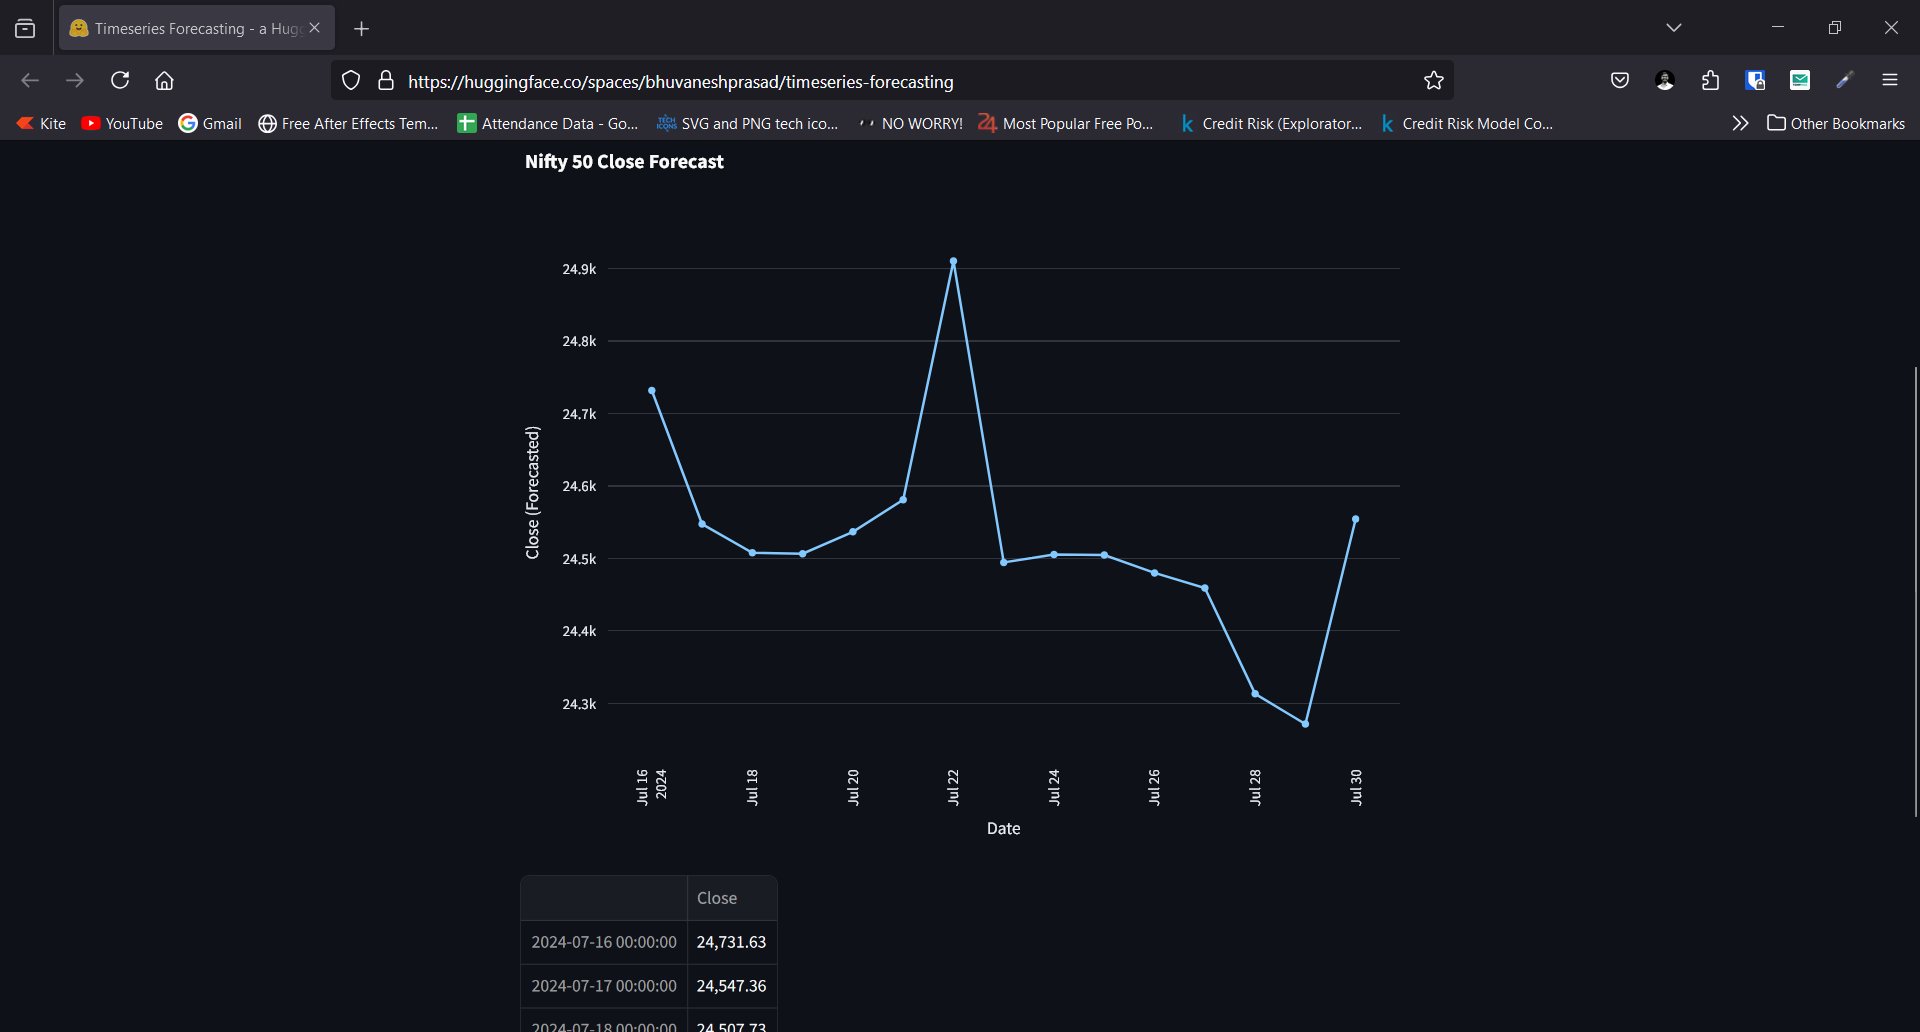 Timeseries Forecasting - a Hugg
https://huggingface.co/spaces/bhuvaneshprasad/timeseries-forecasting
Kite YouTube Gmail Free After Effects Tem... Attendance Data - Go... TECH ICONS SVG and PNG tech ico... NO WORRY! 24 Most Popular Free Po... k Credit Risk (Explorator... k Credit Risk Model Co... Other Bookmarks
Nifty 50 Close Forecast
24.9k
24.8k
24.7k
24.6k
24.5k
24.4k
24.3k
Close (Forecasted)
Jul 16
2024
Jul 18
Jul 20
Jul 22
Jul 24
Jul 26
Jul 28
Jul 30
Date
Close
2024-07-16 00:00:00 24,731.63
2024-07-17 00:00:00 24,547.36
2024-07-18 00:00:00 24,507.73